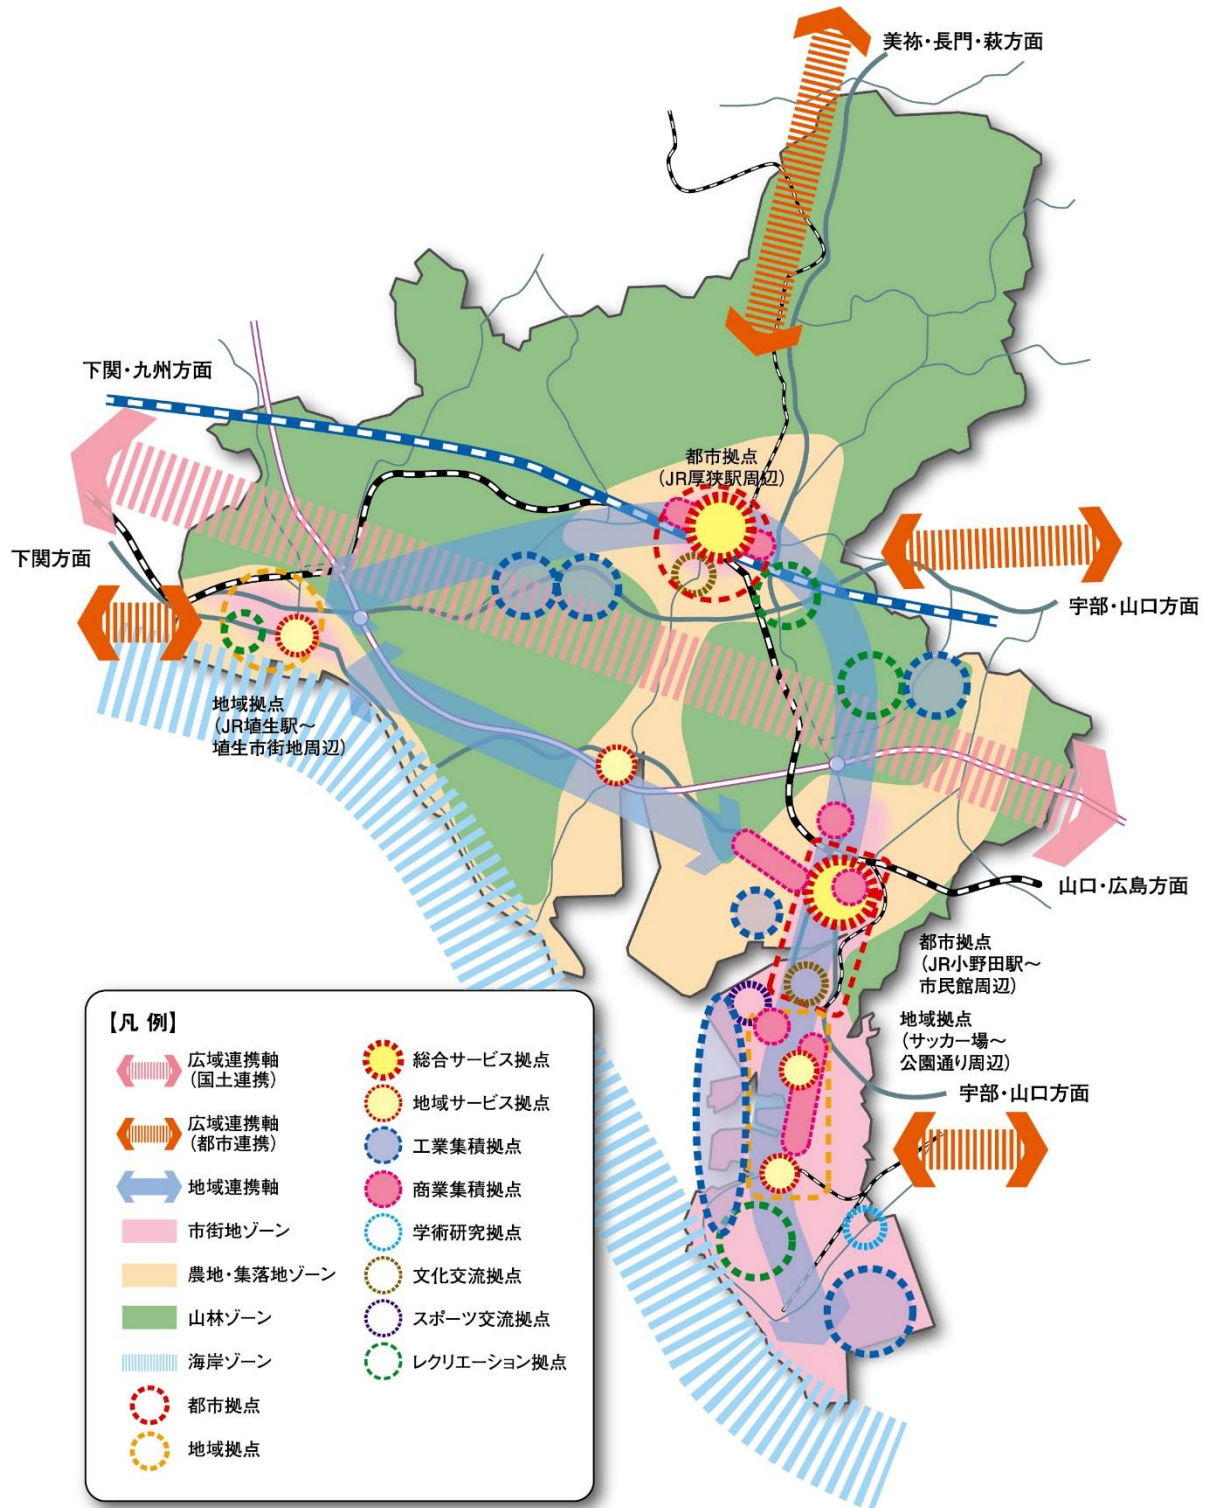 美祢・長門・萩方面
下関・九州方面
都市拠点
(JR厚狭駅周辺)
下関方面
宇部・山口方面
地域拠点
(JR埴生駅～
埴生市街地周辺)
山口・広島方面
都市拠点
(JR小野田駅～
市民館周辺)
地域拠点
(サッカー場～
公園通り周辺)
宇部・山口方面
【凡 例】
広域連携軸
(国土連携)
広域連携軸
(都市連携)
地域連携軸
市街地ゾーン
農地・集落地ゾーン
山林ゾーン
海岸ゾーン
都市拠点
地域拠点
総合サービス拠点
地域サービス拠点
工業集積拠点
商業集積拠点
学術研究拠点
文化交流拠点
スポーツ交流拠点
レクリエーション拠点